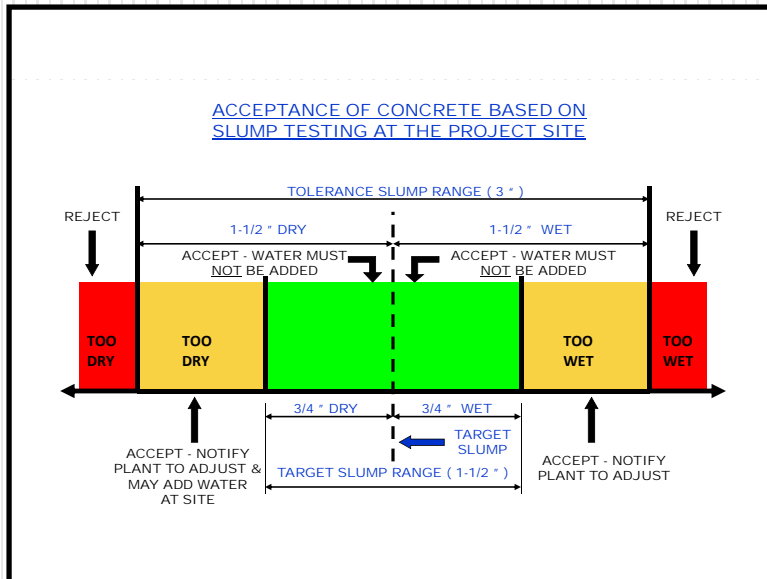 ACCEPTANCE OF CONCRETE BASED ON
SLUMP TESTING AT THE PROJECT SITE
TOLERANCE SLUMP RANGE ( 3 " )
REJECT
REJECT
1-1/2 " DRY
1-1/2 " WET
ACCEPT - WATER MUST
NOT BE ADDED
ACCEPT - WATER MUST
NOT BE ADDED
TOO
DRY
TOO
DRY
TOO
WET
TOO
WET
3/4 " DRY
3/4 " WET
TARGET
SLUMP
ACCEPT - NOTIFY
PLANT TO ADJUST &
MAY ADD WATER
AT SITE
TARGET SLUMP RANGE ( 1-1/2 " )
ACCEPT - NOTIFY
PLANT TO ADJUST